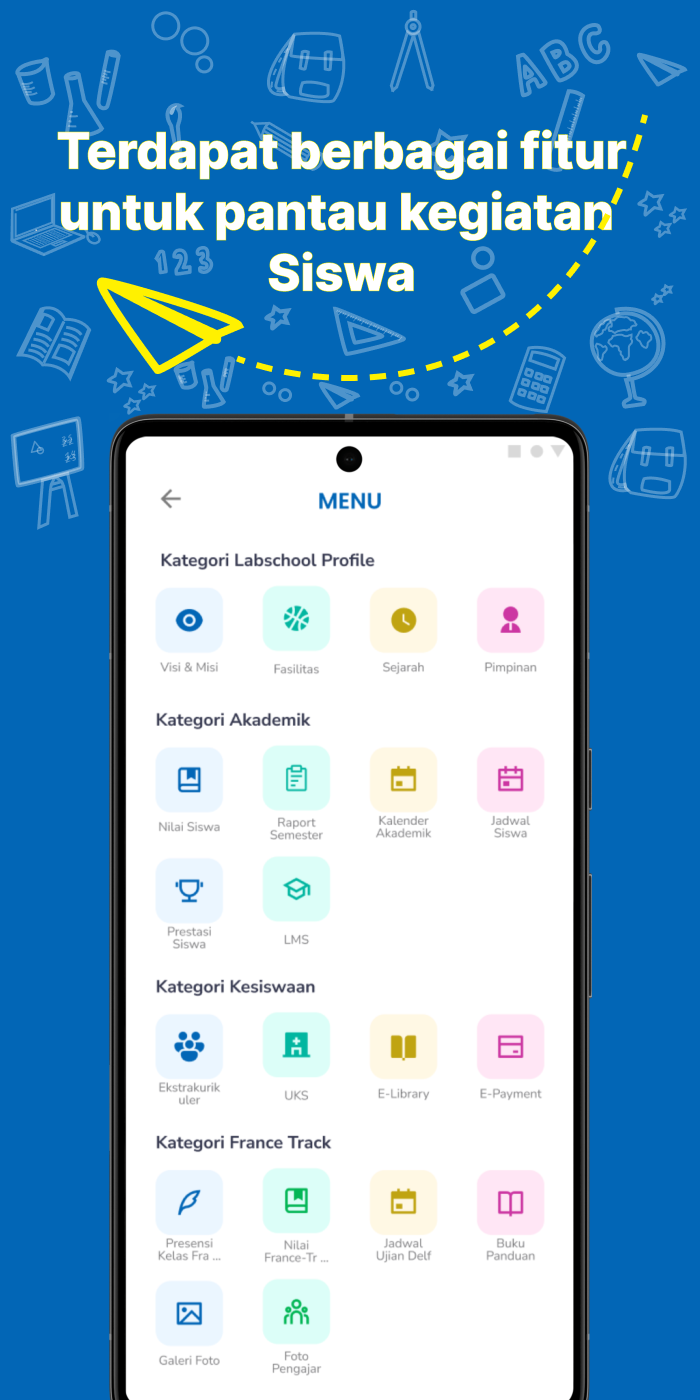 ABC
Terdapat berbagai fitur
untuk pantau kegiatan
Siswa
123
MENU
Kategori Labschool Profile
Visi & Misi
Fasilitas
Sejarah
Pimpinan
Kategori Akademik
Nilai Siswa
Raport
Semester
Kalender
Akademik
Jadwal
Siswa
Prestasi
Siswa
LMS
Kategori Kesiswaan
Ekstrakurik
uler
UKS
E-Library
E-Payment
Kategori France Track
Presensi
Kelas Fra ...
Nilai
France-Tr ...
Jadwal
Ujian Delf
Buku
Panduan
Galeri Foto
Foto
Pengajar